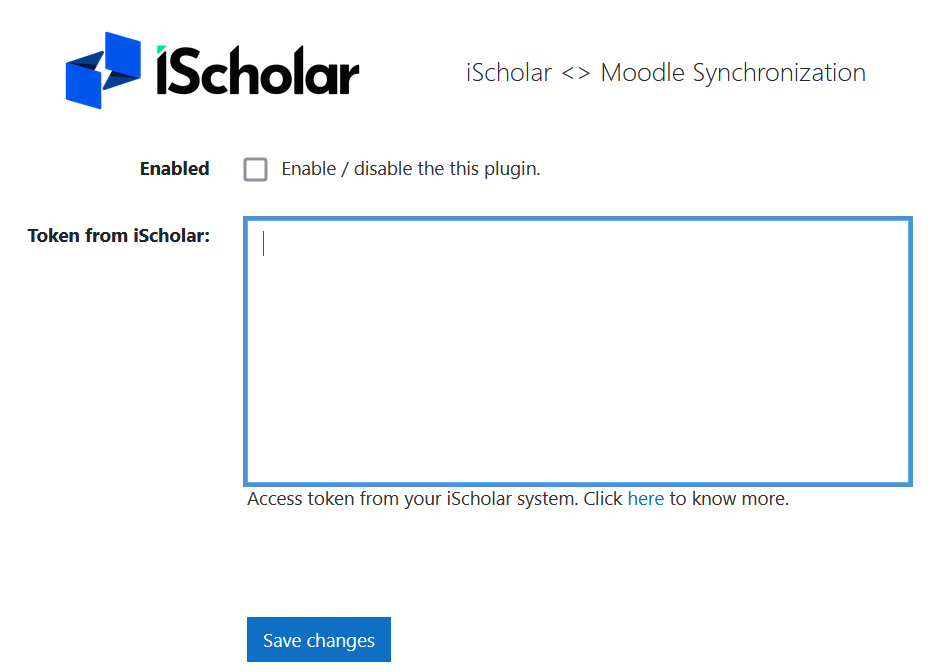 iScholar
iScholar <> Moodle Synchronization
Enabled
Enable / disable the this plugin.
Token from iScholar:
Access token from your iScholar system. Click here to know more.
Save changes